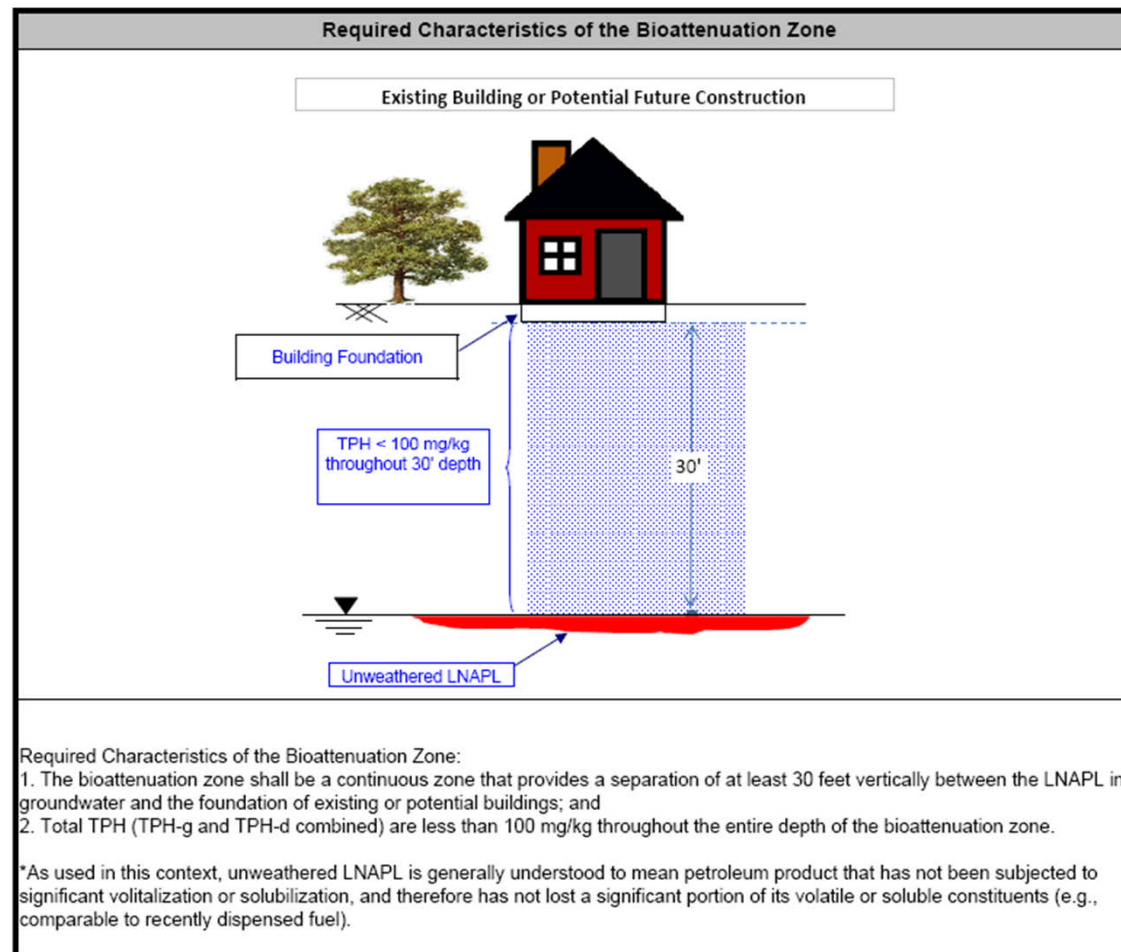 Required Characteristics of the Bioattenuation Zone
Existing Building or Potential Future Construction
Building Foundation
TPH < 100 mg/kg
throughout 30' depth
30'
Unweathered LNAPL
Required Characteristics of the Bioattenuation Zone:
1. The bioattenuation zone shall be a continuous zone that provides a separation of at least 30 feet vertically between the LNAPL in
groundwater and the foundation of existing or potential buildings; and
2. Total TPH (TPH-g and TPH-d combined) are less than 100 mg/kg throughout the entire depth of the bioattenuation zone.
*As used in this context, unweathered LNAPL is generally understood to mean petroleum product that has not been subjected to
significant volitalization or solubilization, and therefore has not lost a significant portion of its volatile or soluble constituents (e.g.,
comparable to recently dispensed fuel).